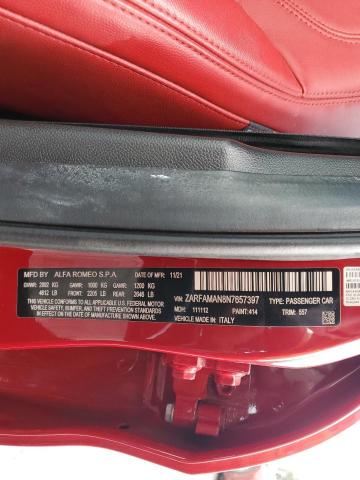 MFD BY ALFA ROMEO S.P.A. DATE OF MFR 11/21
GVWR: 2092 KG GAWR: 1000 KG GAWR: 1200 KG
4612 LB FRONT: 2205 LB REAR: 2646 LB
THIS VEHICLE CONFORMS TO ALL APPLICABLE U.S. FEDERAL MOTOR
VEHICLE SAFETY, BUMPER, AND THEFT PREVENTION STANDARDS
IN EFFECT ON THE DATE OF MANUFACTURE SHOWN ABOVE.
VIN: ZARFAMAN6N7657397 TYPE: PASSENGER CAR
MDH: 111112 PAINT: 414 TRIM: 557
VEHICLE MADE IN: ITALY